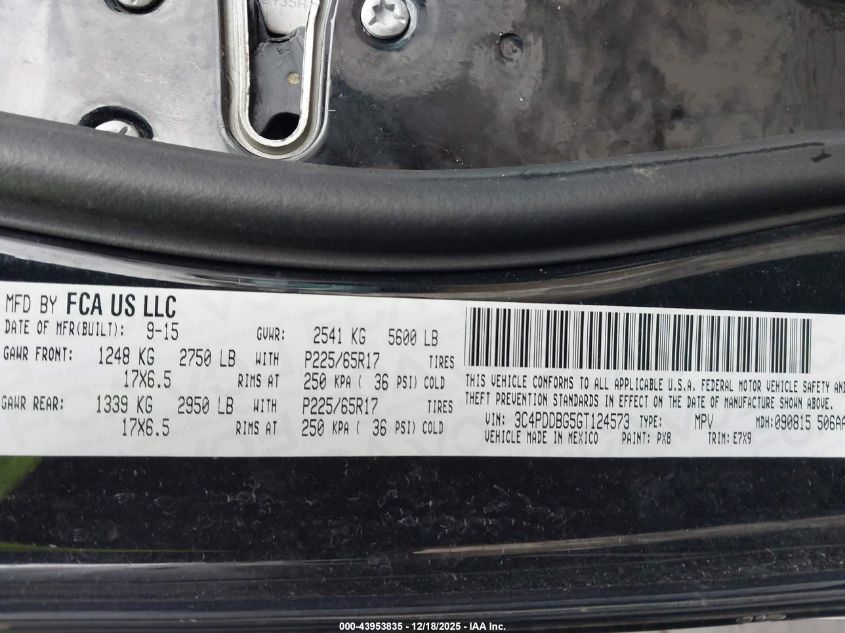 MFD BY FCA US LLC
DATE OF MFR(BUILT): 9-15 GVWR: 2541 KG 5600 LB
GAWR FRONT: 1248 KG 2750 LB WITH P225/65R17 TIRES
17X6.5 RIMS AT 250 KPA ( 36 PSI) COLD
GAWR REAR: 1339 KG 2950 LB WITH P225/65R17 TIRES
17X6.5 RIMS AT 250 KPA ( 36 PSI) COLD
THIS VEHICLE CONFORMS TO ALL APPLICABLE U.S.A. FEDERAL MOTOR VEHICLE SAFETY AND
THEFT PREVENTION STANDARDS IN EFFECT ON THE DATE OF MANUFACTURE SHOWN ABOVE.
VIN: 3C4PDDBG5GT124573 TYPE: MPV MDH:090815 506AA
VEHICLE MADE IN MEXICO PAINT: PX8 TRIM: E7X9
000-43953835 - 12/18/2025 - IAA Inc.